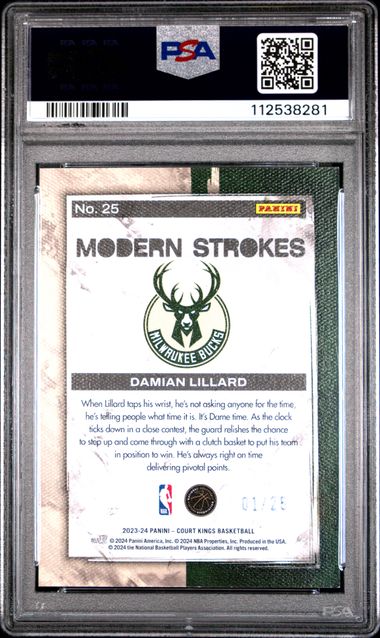 PSA
112538281
No. 25
PANINI
MODERN STROKES
MILWAUKEE BUCKS
DAMIAN LILLARD
When Lillard taps his wrist, he's not asking anyone for the time,
he's telling people what time it is. It's Dame time. As the clock
ticks down in a close contest, the guard relishes the chance
to step up and come through with a clutch basket to put his team
in position to win. He's always right on time
delivering pivotal points.
01/25
2023-24 PANINI – COURT KINGS BASKETBALL
© 2024 Panini America, Inc. © 2024 NBA Properties, Inc. Produced in the USA.
© 2024 the National Basketball Players Association. All rights reserved.
PSA